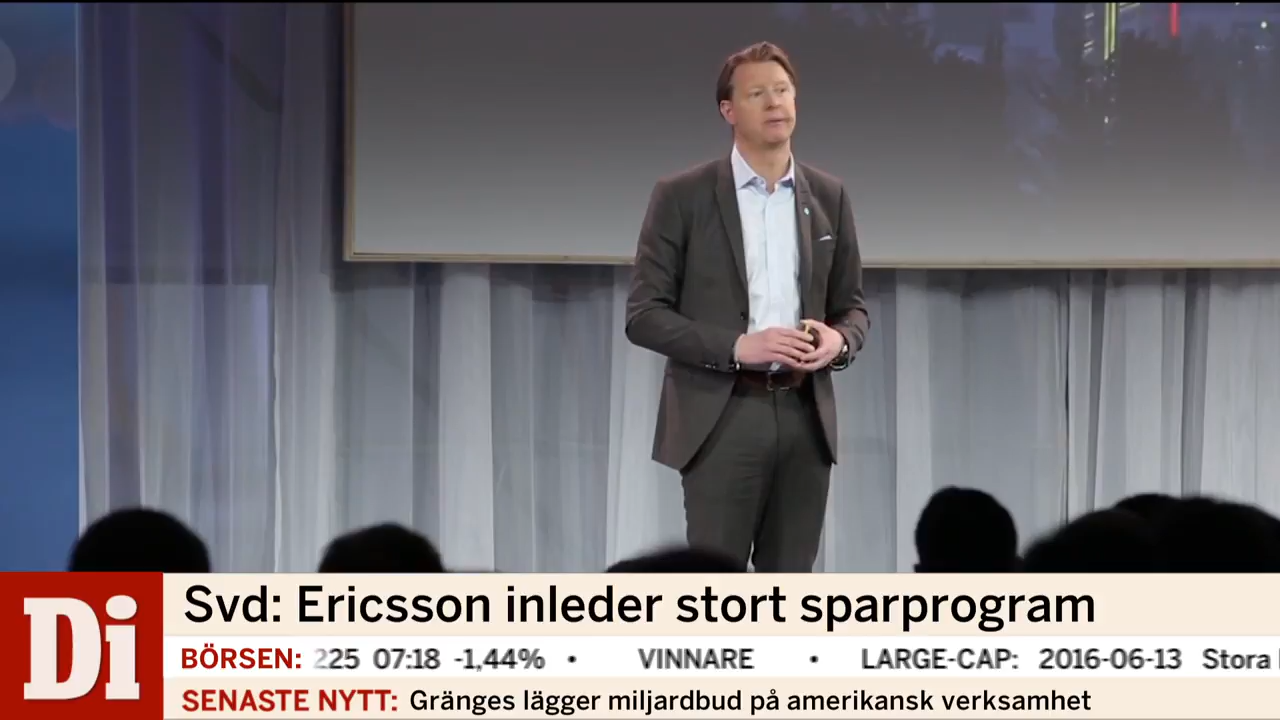 Svd: Ericsson inleder stort sparprogram
Di
BÖRSEN: 225 07:18 -1,44% • VINNARE • LARGE-CAP: 2016-06-13 Stora
SENASTE NYTT: Gränges lägger miljardbud på amerikansk verksamhet